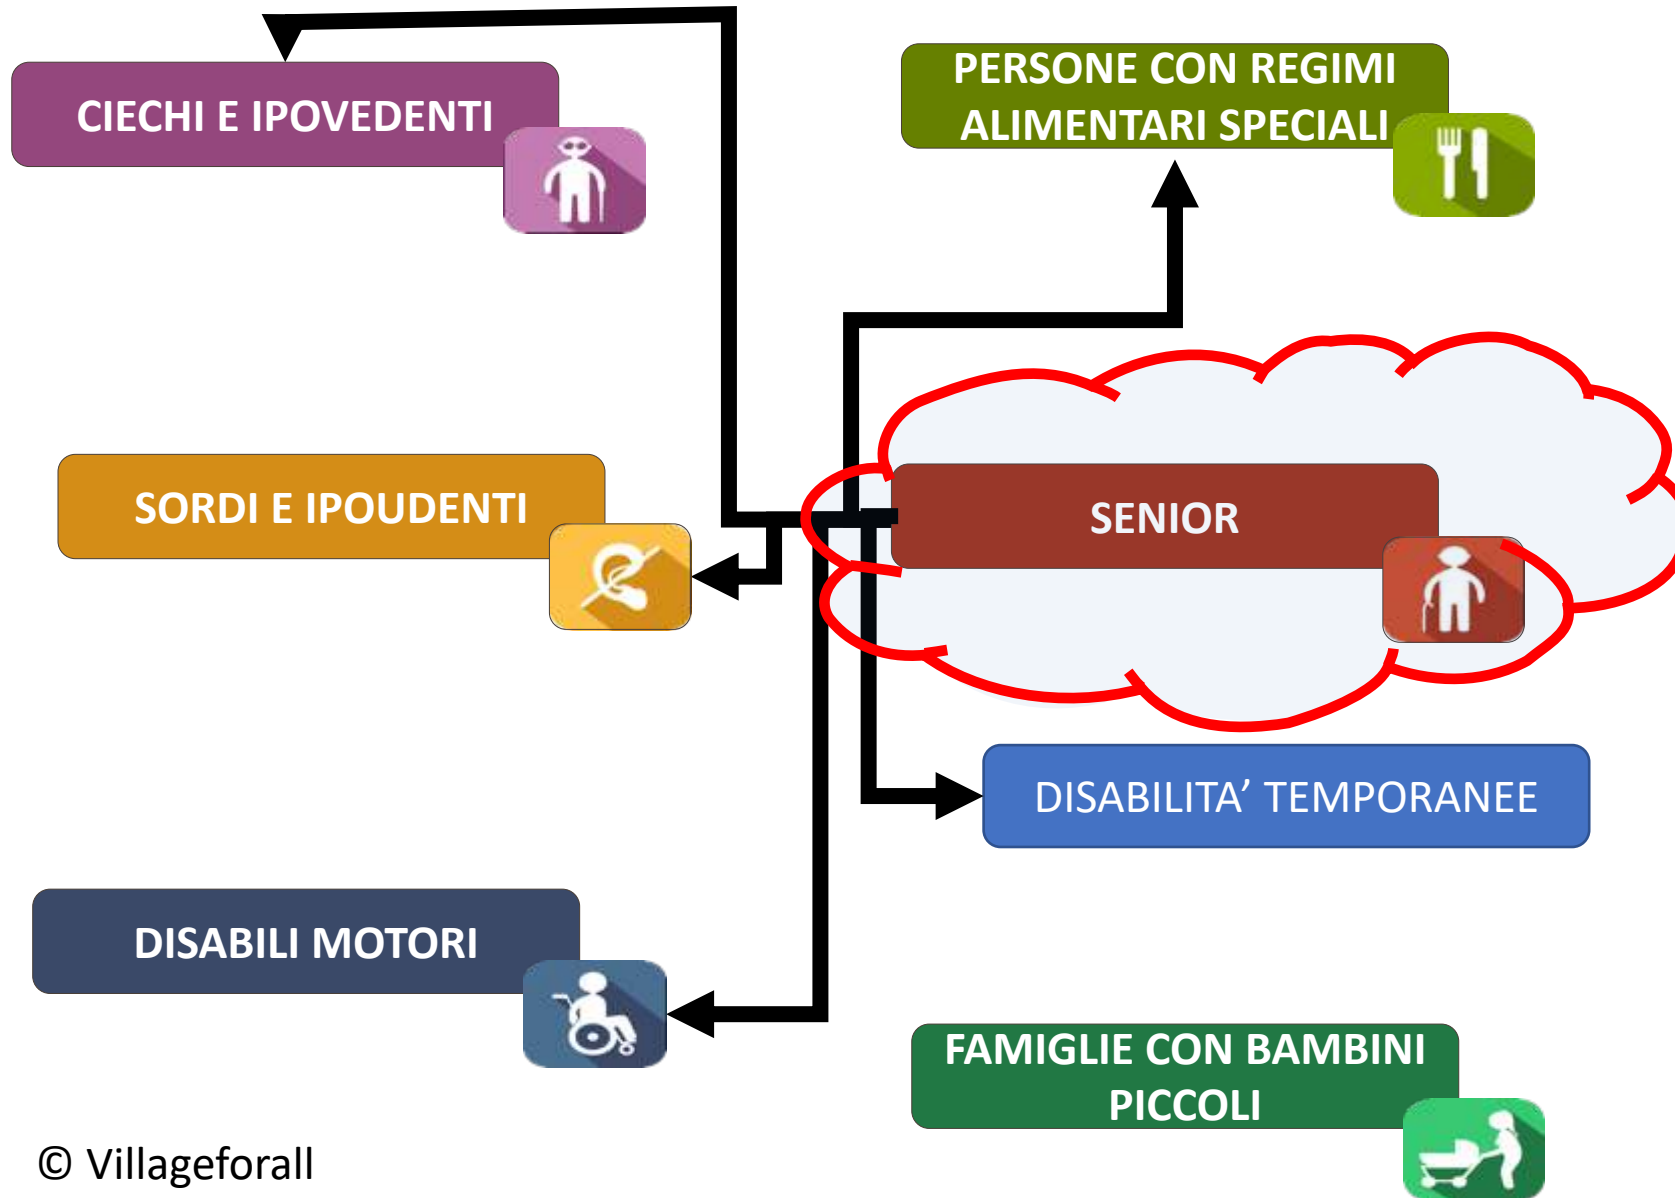 CIECHI E IPOVEDENTI
PERSONE CON REGIMI
ALIMENTARI SPECIALI
SORDI E IPOUDENTI
SENIOR
DISABILITA’ TEMPORANEE
DISABILI MOTORI
FAMIGLIE CON BAMBINI
PICCOLI
© Villageforall